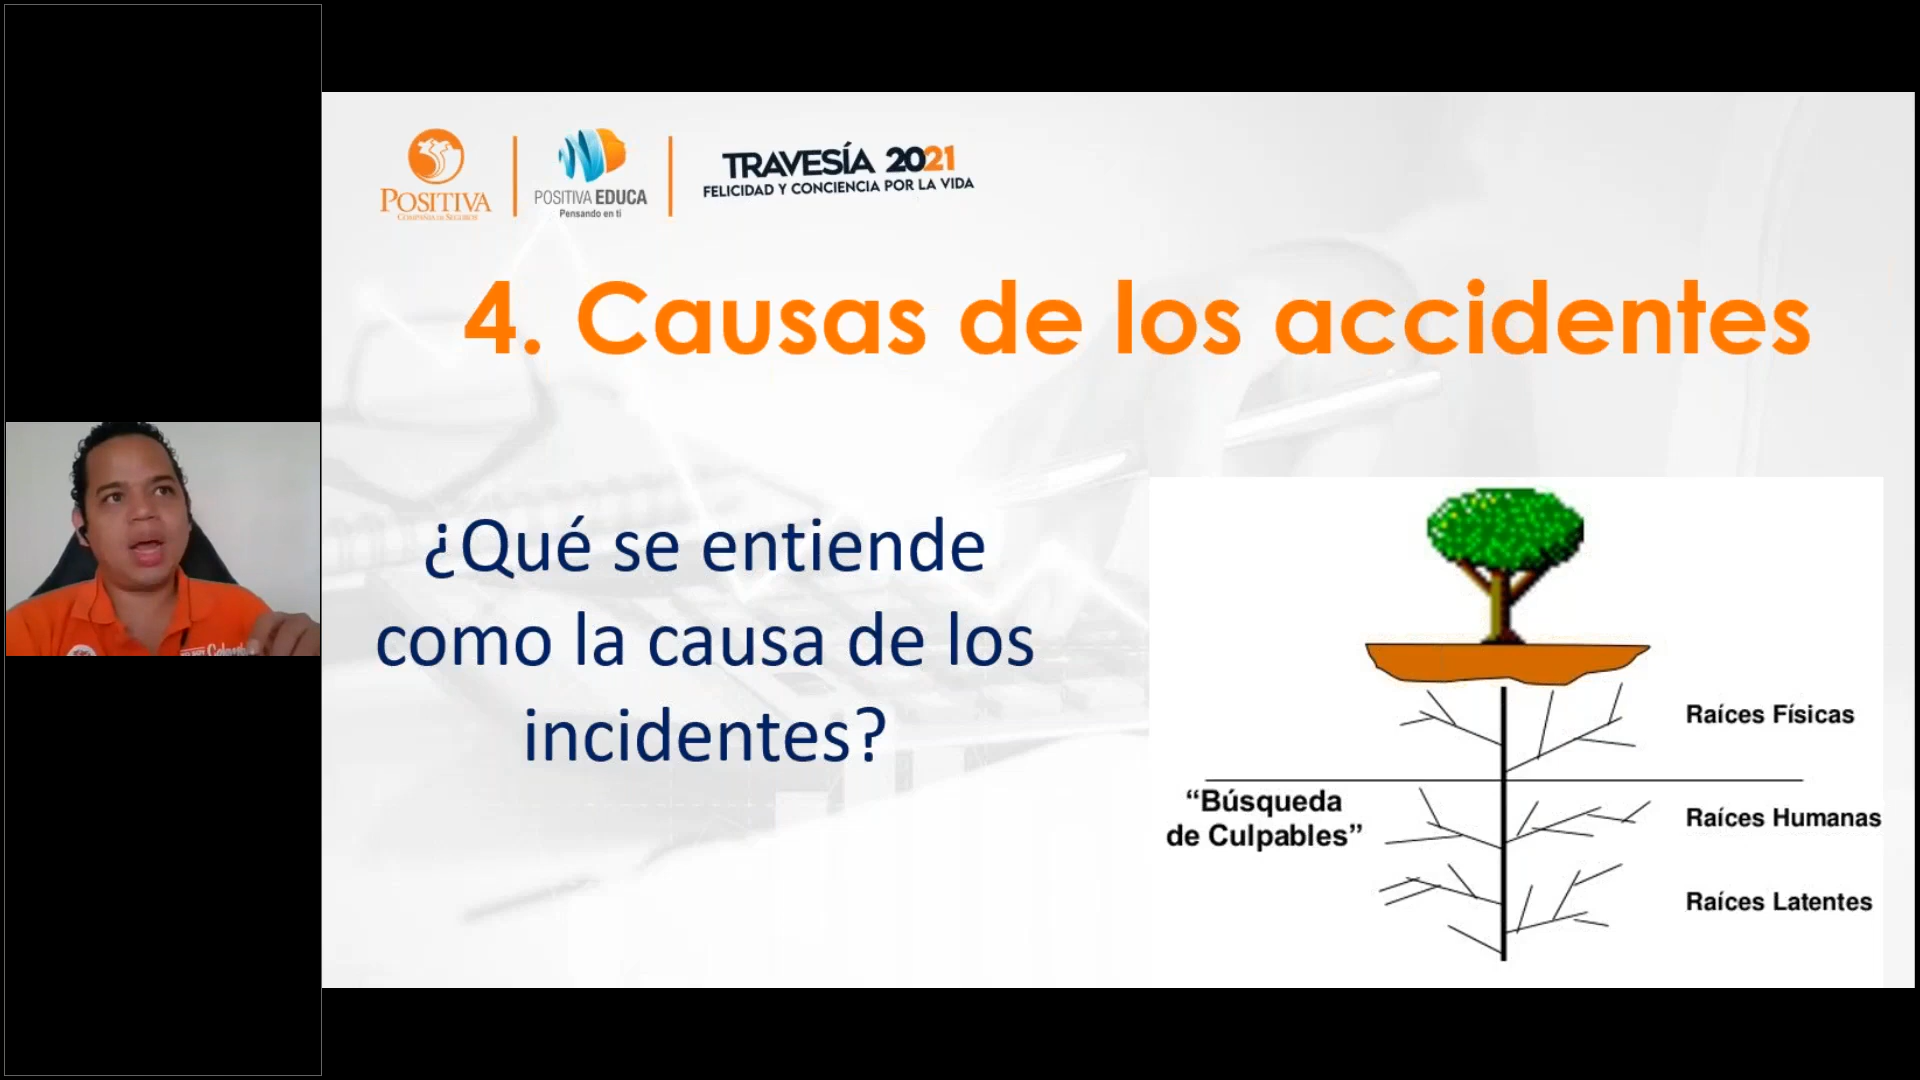 POSITIVA
COMPAÑÍA DE SEGUROS
POSITIVA EDUCA
Pensando en ti
TRAVESÍA 2021
FELICIDAD Y CONCIENCIA POR LA VIDA
4. Causas de los accidentes
¿Qué se entiende
como la causa de los
incidentes?
Raíces Físicas
“Búsqueda
de Culpables”
Raíces Humanas
Raíces Latentes